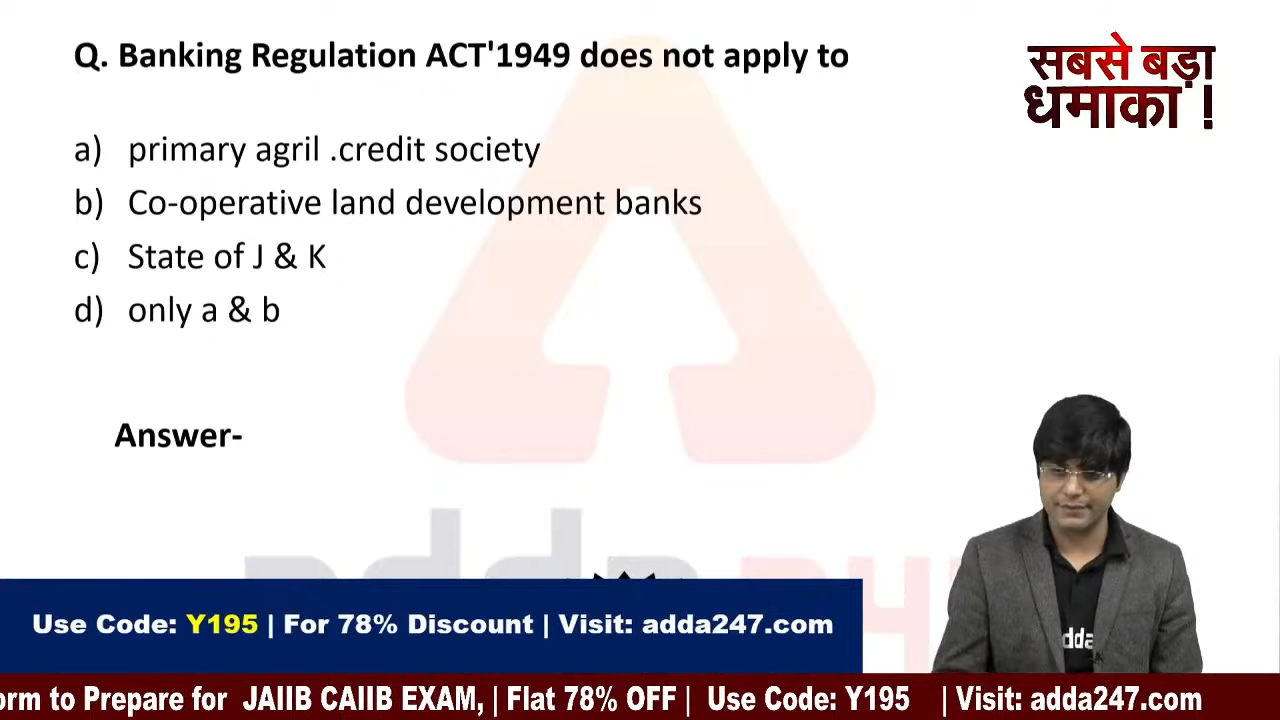 Q. Banking Regulation ACT'1949 does not apply to
सबसे बड़ा
धमाका !
a) primary agril .credit society
b) Co-operative land development banks
c) State of J & K
d) only a & b
Answer-
adda
Use Code: Y195 | For 78% Discount | Visit: adda247.com
orm to Prepare for JAIIB CAIIB EXAM, | Flat 78% OFF | Use Code: Y195 | Visit: adda247.com